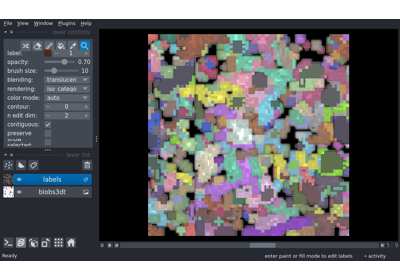 File View Window Plugins Help
layer controls
label: 1 +
opacity: 0.70
brush size: 10
blending: translucen
rendering: iso_catego
color mode: auto
contour: - 0 +
n edit dim: - 2 +
contiguous:
preserve
show
selected:
layer list
labels
blobs3dt
Ready enter paint or fill mode to edit labels activity